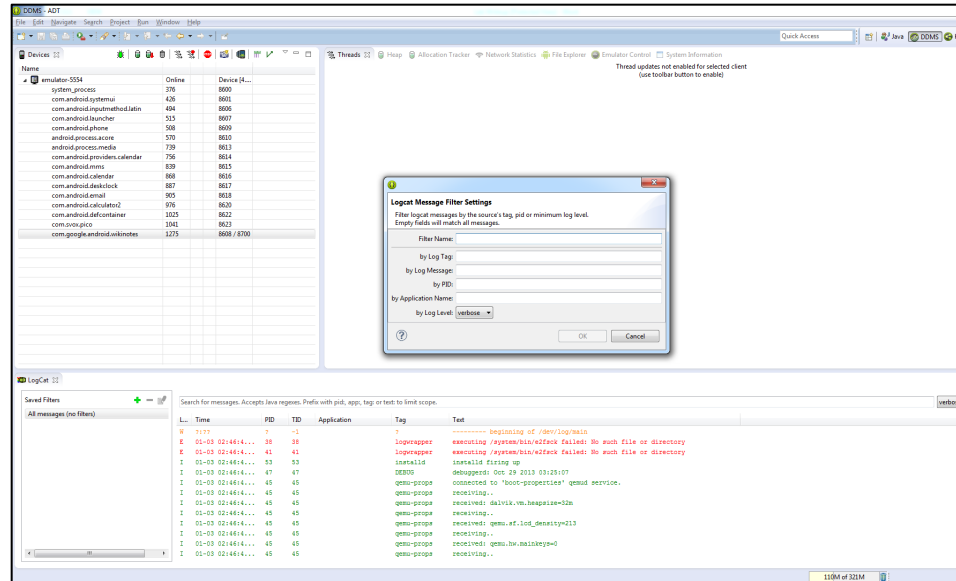 DDMS - ADT
File Edit Navigate Search Project Run Window Help
Quick Access
Java
DDMS
Devices
Name
emulator-5554 Online Device [4....
system_process 376 8600
com.android.systemui 426 8601
com.android.inputmethod.latin 494 8606
com.android.launcher 515 8607
com.android.phone 508 8609
android.process.acore 570 8610
android.process.media 739 8613
com.android.providers.calendar 756 8614
com.android.mms 839 8615
com.android.calendar 868 8616
com.android.deskclock 887 8617
com.android.email 905 8618
com.android.calculator2 976 8620
com.android.defcontainer 1025 8622
com.svox.pico 1041 8623
com.google.android.wikinotes 1275 8608 / 8700
Threads Heap Allocation Tracker Network Statistics File Explorer Emulator Control System Information
Thread updates not enabled for selected client
(use toolbar button to enable)
Logcat Message Filter Settings
Filter logcat messages by the source's tag, pid or minimum log level.
Empty fields will match all messages.
Filter Name:
by Log Tag:
by Log Message:
by PID:
by Application Name:
by Log Level: verbose
OK Cancel
LogCat
Saved Filters
All messages (no filters)
Search for messages. Accepts Java regexes. Prefix with pid:, app:, tag: or text: to limit scope.
verbos
L... Time PID TID Application Tag Text
W ?:?? ? -1 ? --------- beginning of /dev/log/main
E 01-03 02:46:4... 38 38 logwrapper executing /system/bin/e2fsck failed: No such file or directory
E 01-03 02:46:4... 41 41 logwrapper executing /system/bin/e2fsck failed: No such file or directory
I 01-03 02:46:4... 53 53 installd installd firing up
I 01-03 02:46:4... 47 47 DEBUG debuggerd: Oct 29 2013 03:25:07
I 01-03 02:46:4... 45 45 qemu-props connected to 'boot-properties' qemud service.
I 01-03 02:46:4... 45 45 qemu-props receiving..
I 01-03 02:46:4... 45 45 qemu-props received: dalvik.vm.heapsize=32m
I 01-03 02:46:4... 45 45 qemu-props receiving..
I 01-03 02:46:4... 45 45 qemu-props received: qemu.sf.lcd_density=213
I 01-03 02:46:4... 45 45 qemu-props receiving..
I 01-03 02:46:4... 45 45 qemu-props received: qemu.hw.mainkeys=0
I 01-03 02:46:4... 45 45 qemu-props receiving..
110M of 321M